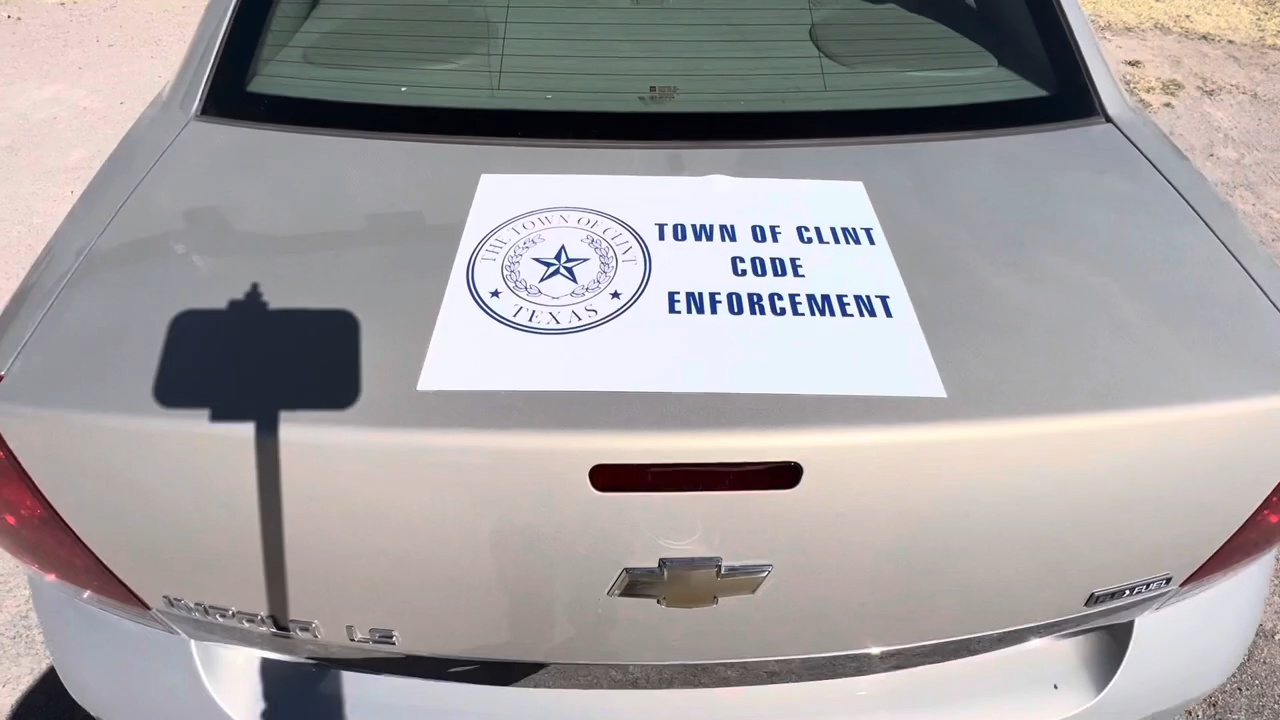 THE TOWN OF CLINT
TEXAS
TOWN OF CLINT
CODE
ENFORCEMENT
IMPALA LS
FLEXFUEL